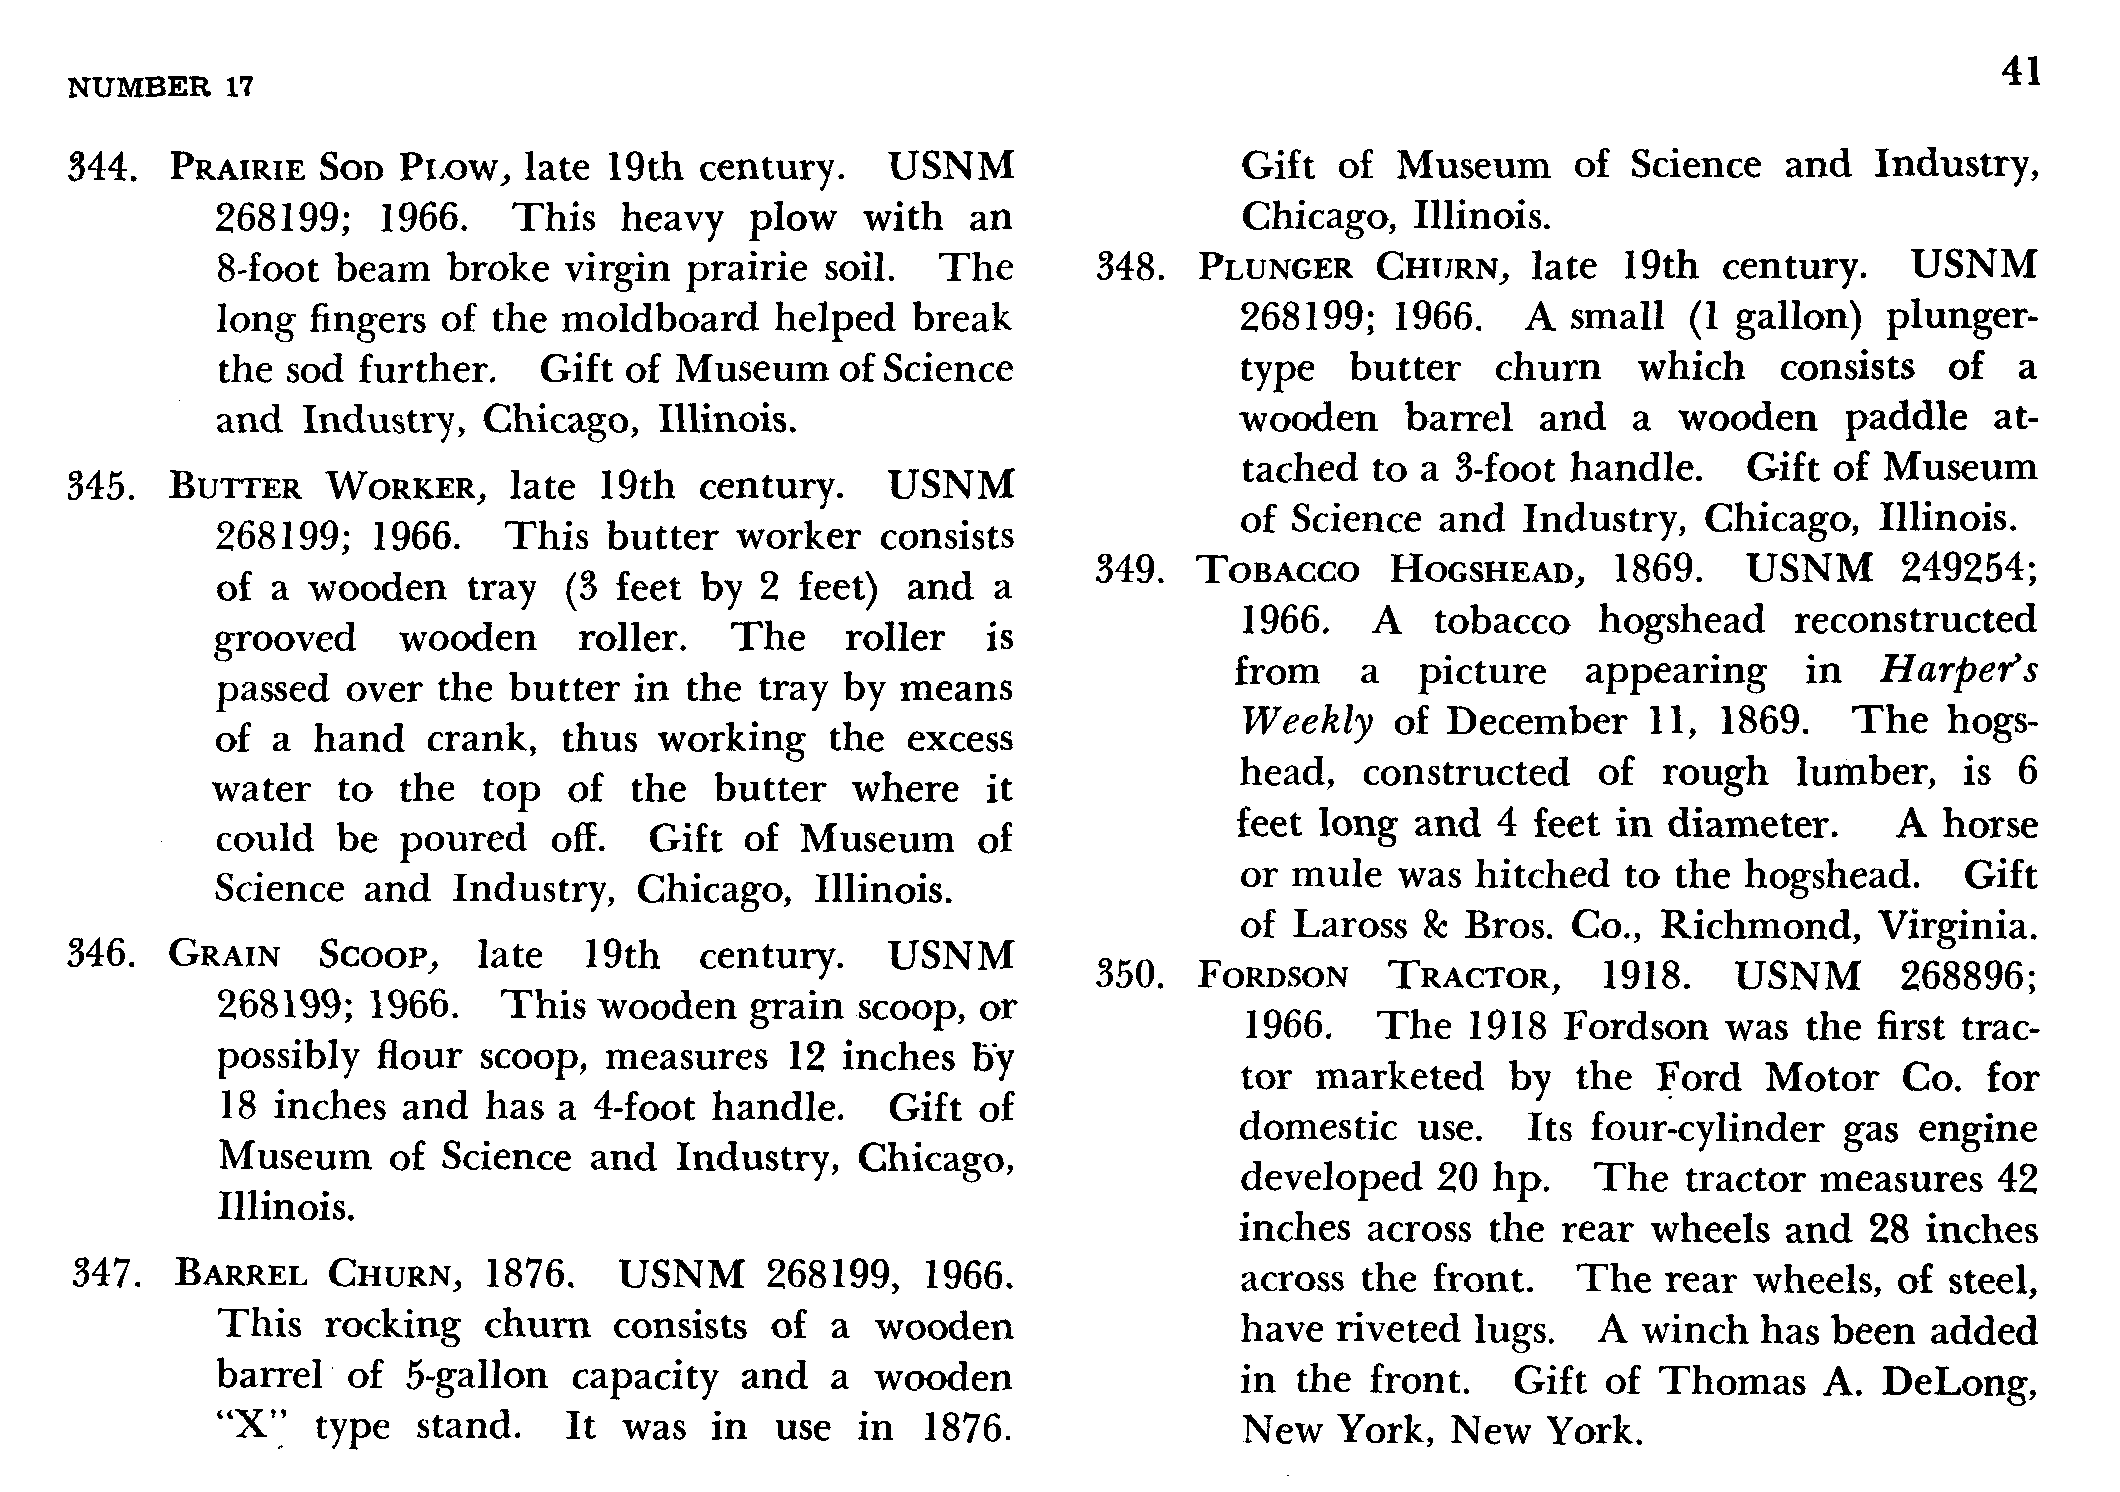 NUMBER 17
41
344. PRAIRIE SOD PLOW, late 19th century. USNM
268199; 1966. This heavy plow with an
8-foot beam broke virgin prairie soil. The
long fingers of the moldboard helped break
the sod further. Gift of Museum of Science
and Industry, Chicago, Illinois.
345. BUTTER WORKER, late 19th century. USNM
268199; 1966. This butter worker consists
of a wooden tray (3 feet by 2 feet) and a
grooved wooden roller. The roller is
passed over the butter in the tray by means
of a hand crank, thus working the excess
water to the top of the butter where it
could be poured off. Gift of Museum of
Science and Industry, Chicago, Illinois.
346. GRAIN SCOOP, late 19th century. USNM
268199; 1966. This wooden grain scoop, or
possibly flour scoop, measures 12 inches by
18 inches and has a 4-foot handle. Gift of
Museum of Science and Industry, Chicago,
Illinois.
347. BARREL CHURN, 1876. USNM 268199, 1966.
This rocking churn consists of a wooden
barrel of 5-gallon capacity and a wooden
"X" type stand. It was in use in 1876.
Gift of Museum of Science and Industry,
Chicago, Illinois.
348. PLUNGER CHURN, late 19th century. USNM
268199; 1966. A small (1 gallon) plunger-
type butter churn which consists of a
wooden barrel and a wooden paddle at-
tached to a 3-foot handle. Gift of Museum
of Science and Industry, Chicago, Illinois.
349. TOBACCO HOGSHEAD, 1869. USNM 249254;
1966. A tobacco hogshead reconstructed
from a picture appearing in Harper's
Weekly of December 11, 1869. The hogs-
head, constructed of rough lumber, is 6
feet long and 4 feet in diameter. A horse
or mule was hitched to the hogshead. Gift
of Laross & Bros. Co., Richmond, Virginia.
350. FORDSON TRACTOR, 1918. USNM 268896;
1966. The 1918 Fordson was the first trac-
tor marketed by the Ford Motor Co. for
domestic use. Its four-cylinder gas engine
developed 20 hp. The tractor measures 42
inches across the rear wheels and 28 inches
across the front. The rear wheels, of steel,
have riveted lugs. A winch has been added
in the front. Gift of Thomas A. DeLong,
New York, New York.